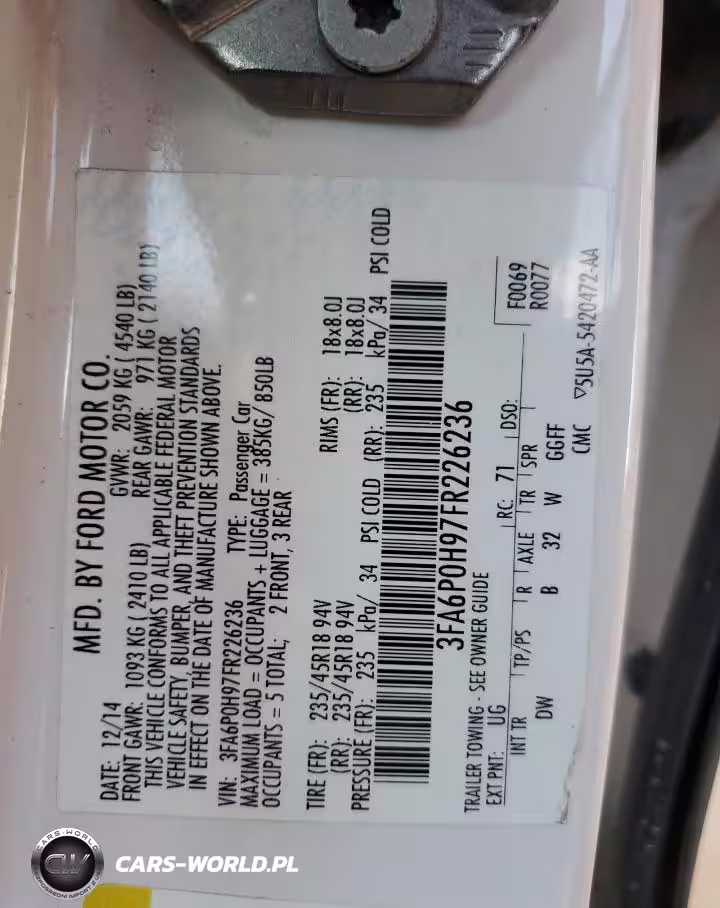 MFD. BY FORD MOTOR CO.
DATE: 12/14 GVWR: 2059 KG ( 4540 LB)
FRONT GAWR: 1093 KG ( 2410 LB) REAR GAWR: 971 KG ( 2140 LB)
THIS VEHICLE CONFORMS TO ALL APPLICABLE FEDERAL MOTOR
VEHICLE SAFETY, BUMPER, AND THEFT PREVENTION STANDARDS
IN EFFECT ON THE DATE OF MANUFACTURE SHOWN ABOVE.
VIN: 3FA6P0H97FR226236 TYPE: Passenger Car
MAXIMUM LOAD = OCCUPANTS + LUGGAGE = 385KG/ 850LB
OCCUPANTS = 5 TOTAL; 2 FRONT, 3 REAR
TIRE (FR): 235/45R18 94V RIMS (FR): 18x8.0J
(RR): 235/45R18 94V (RR): 18x8.0J
PRESSURE (FR): 235 kPa/ 34 PSI COLD (RR): 235 kPa/ 34 PSI COLD
3FA6P0H97FR226236
TRAILER TOWING - SEE OWNER GUIDE
F0069
R0077
EXT PNT: UG RC: 71 DSO:
INT TR TP/PS R AXLE TR SPR
DW B 32 W GGFF
CMC ▽5U5A-5420472-AA
CARS-WORLD
CW
CARS-WORLD.PL